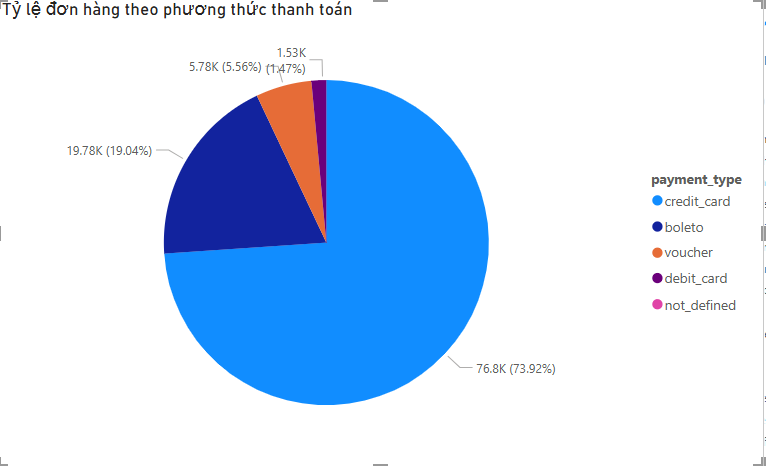 Tỷ lệ đơn hàng theo phương thức thanh toán
1.53K
(1.47%)
5.78K (5.56%)
19.78K (19.04%)
76.8K (73.92%)
payment_type
credit_card
boleto
voucher
debit_card
not_defined